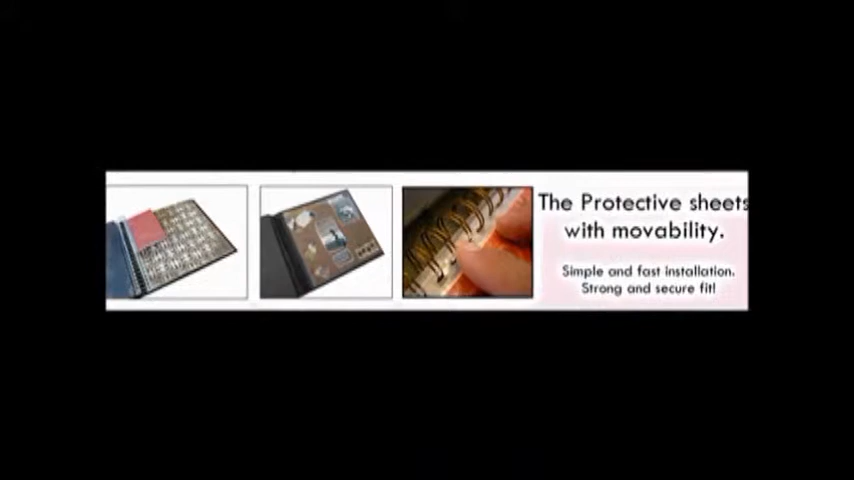 The Protective sheets
with movability.
Simple and fast installation.
Strong and secure fit!